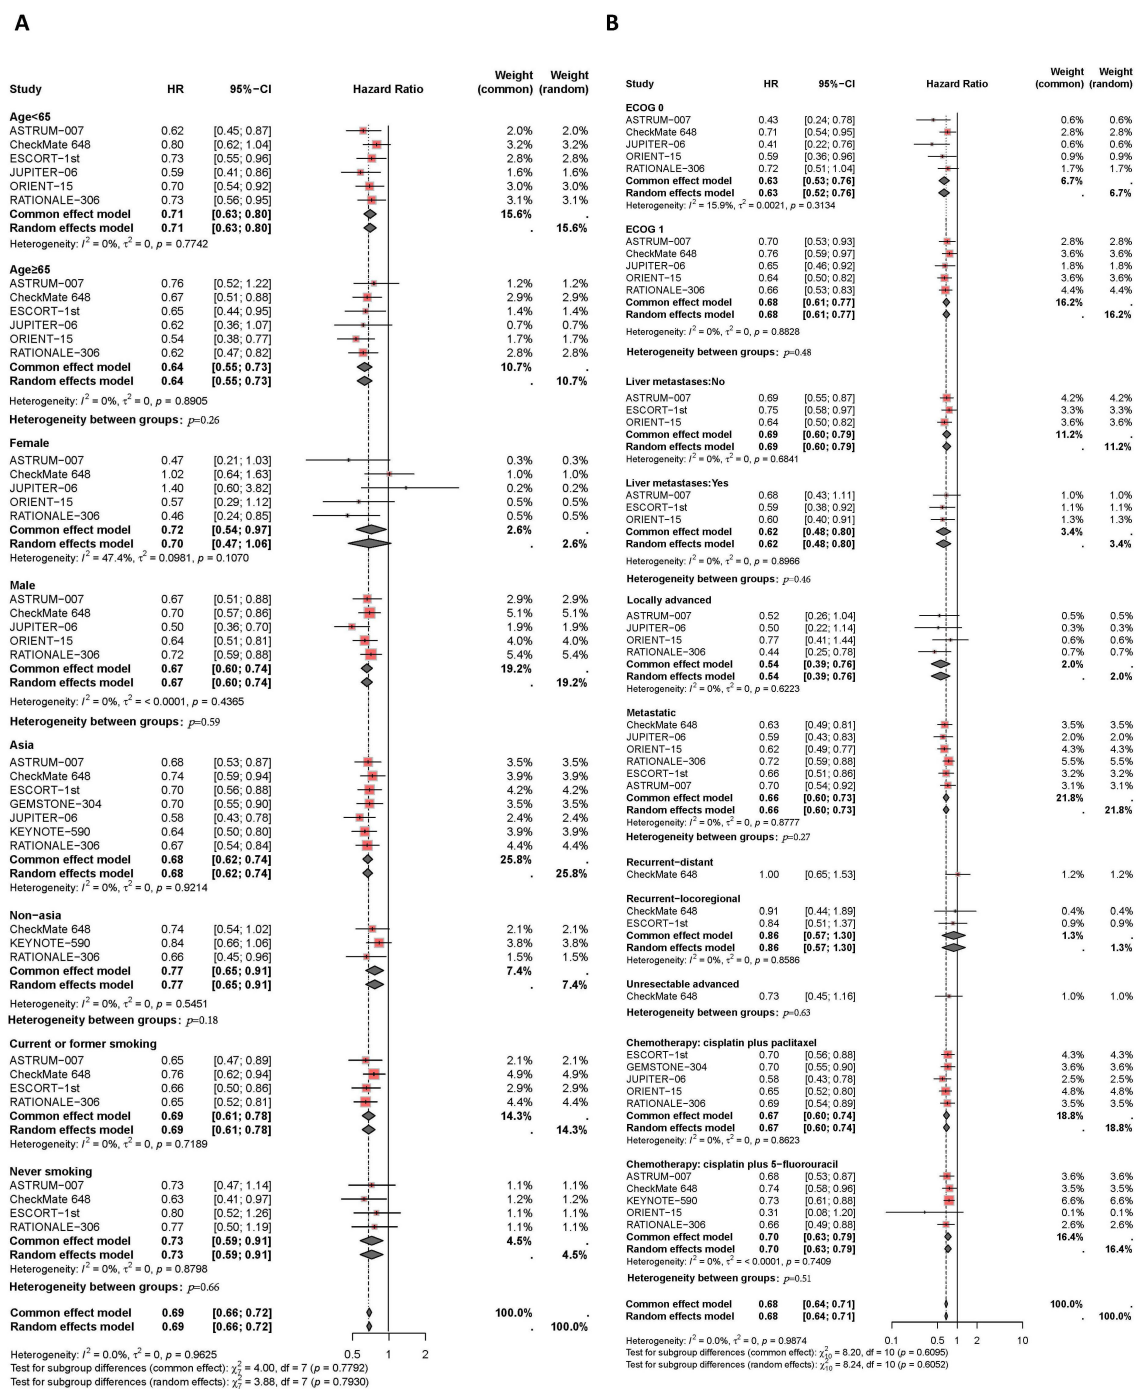 A
Study HR 95%−CI Hazard Ratio Weight (common) Weight (random)
Age<65
ASTRUM−007 0.62 [0.45; 0.87] 2.0% 2.0%
CheckMate 648 0.80 [0.62; 1.04] 3.2% 3.2%
ESCORT−1st 0.73 [0.55; 0.96] 2.8% 2.8%
JUPITER−06 0.59 [0.41; 0.86] 1.6% 1.6%
ORIENT−15 0.70 [0.54; 0.92] 3.0% 3.0%
RATIONALE−306 0.73 [0.56; 0.95] 3.1% 3.1%
Common effect model 0.71 [0.63; 0.80] 15.6% .
Random effects model 0.71 [0.63; 0.80] . 15.6%
Heterogeneity: I² = 0%, τ² = 0, p = 0.7742
Age≥65
ASTRUM−007 0.76 [0.52; 1.22] 1.2% 1.2%
CheckMate 648 0.67 [0.51; 0.88] 2.9% 2.9%
ESCORT−1st 0.65 [0.44; 0.95] 1.4% 1.4%
JUPITER−06 0.62 [0.36; 1.07] 0.7% 0.7%
ORIENT−15 0.54 [0.38; 0.77] 1.7% 1.7%
RATIONALE−306 0.62 [0.47; 0.82] 2.8% 2.8%
Common effect model 0.64 [0.55; 0.73] 10.7% .
Random effects model 0.64 [0.55; 0.73] . 10.7%
Heterogeneity: I² = 0%, τ² = 0, p = 0.8905
Heterogeneity between groups: p=0.26
Female
ASTRUM−007 0.47 [0.21; 1.03] 0.3% 0.3%
CheckMate 648 1.02 [0.64; 1.63] 1.0% 1.0%
JUPITER−06 1.40 [0.60; 3.82] 0.2% 0.2%
ORIENT−15 0.57 [0.29; 1.12] 0.5% 0.5%
RATIONALE−306 0.46 [0.24; 0.85] 0.5% 0.5%
Common effect model 0.72 [0.54; 0.97] 2.6% .
Random effects model 0.70 [0.47; 1.06] . 2.6%
Heterogeneity: I² = 47.4%, τ² = 0.0981, p = 0.1070
Male
ASTRUM−007 0.67 [0.51; 0.88] 2.9% 2.9%
CheckMate 648 0.70 [0.57; 0.86] 5.1% 5.1%
JUPITER−06 0.50 [0.36; 0.70] 1.9% 1.9%
ORIENT−15 0.64 [0.51; 0.81] 4.0% 4.0%
RATIONALE−306 0.72 [0.59; 0.88] 5.4% 5.4%
Common effect model 0.67 [0.60; 0.74] 19.2% .
Random effects model 0.67 [0.60; 0.74] . 19.2%
Heterogeneity: I² = 0%, τ² = < 0.0001, p = 0.4365
Heterogeneity between groups: p=0.59
Asia
ASTRUM−007 0.68 [0.53; 0.87] 3.5% 3.5%
CheckMate 648 0.74 [0.59; 0.94] 3.9% 3.9%
ESCORT−1st 0.70 [0.56; 0.88] 4.2% 4.2%
GEMSTONE−304 0.70 [0.55; 0.90] 3.5% 3.5%
JUPITER−06 0.58 [0.43; 0.78] 2.4% 2.4%
KEYNOTE−590 0.64 [0.50; 0.80] 3.9% 3.9%
RATIONALE−306 0.67 [0.54; 0.84] 4.4% 4.4%
Common effect model 0.68 [0.62; 0.74] 25.8% .
Random effects model 0.68 [0.62; 0.74] . 25.8%
Heterogeneity: I² = 0%, τ² = 0, p = 0.9214
Non−asia
CheckMate 648 0.74 [0.54; 1.02] 2.1% 2.1%
KEYNOTE−590 0.84 [0.66; 1.06] 3.8% 3.8%
RATIONALE−306 0.66 [0.45; 0.96] 1.5% 1.5%
Common effect model 0.77 [0.65; 0.91] 7.4% .
Random effects model 0.77 [0.65; 0.91] . 7.4%
Heterogeneity: I² = 0%, τ² = 0, p = 0.5451
Heterogeneity between groups: p=0.18
Current or former smoking
ASTRUM−007 0.65 [0.47; 0.89] 2.1% 2.1%
CheckMate 648 0.76 [0.62; 0.94] 4.9% 4.9%
ESCORT−1st 0.66 [0.50; 0.86] 2.9% 2.9%
RATIONALE−306 0.65 [0.52; 0.81] 4.4% 4.4%
Common effect model 0.69 [0.61; 0.78] 14.3% .
Random effects model 0.69 [0.61; 0.78] . 14.3%
Heterogeneity: I² = 0%, τ² = 0, p = 0.7189
Never smoking
ASTRUM−007 0.73 [0.47; 1.14] 1.1% 1.1%
CheckMate 648 0.63 [0.41; 0.97] 1.2% 1.2%
ESCORT−1st 0.80 [0.52; 1.26] 1.1% 1.1%
RATIONALE−306 0.77 [0.50; 1.19] 1.1% 1.1%
Common effect model 0.73 [0.59; 0.91] 4.5% .
Random effects model 0.73 [0.59; 0.91] . 4.5%
Heterogeneity: I² = 0%, τ² = 0, p = 0.8798
Heterogeneity between groups: p=0.66
Common effect model 0.69 [0.66; 0.72] 100.0% .
Random effects model 0.69 [0.66; 0.72] . 100.0%
0.5 1 2
Heterogeneity: I² = 0.0%, τ² = 0, p = 0.9625
Test for subgroup differences (common effect): χ²₇ = 4.00, df = 7 (p = 0.7792)
Test for subgroup differences (random effects): χ²₇ = 3.88, df = 7 (p = 0.7930)
B
Study HR 95%−CI Hazard Ratio Weight (common) Weight (random)
ECOG 0
ASTRUM−007 0.43 [0.24; 0.78] 0.6% 0.6%
CheckMate 648 0.71 [0.54; 0.95] 2.8% 2.8%
JUPITER−06 0.41 [0.22; 0.76] 0.6% 0.6%
ORIENT−15 0.59 [0.36; 0.96] 0.9% 0.9%
RATIONALE−306 0.72 [0.51; 1.04] 1.7% 1.7%
Common effect model 0.63 [0.53; 0.76] 6.7% .
Random effects model 0.63 [0.52; 0.76] . 6.7%
Heterogeneity: I² = 15.9%, τ² = 0.0021, p = 0.3134
ECOG 1
ASTRUM−007 0.70 [0.53; 0.93] 2.8% 2.8%
CheckMate 648 0.76 [0.59; 0.97] 3.6% 3.6%
JUPITER−06 0.65 [0.46; 0.92] 1.8% 1.8%
ORIENT−15 0.64 [0.50; 0.82] 3.6% 3.6%
RATIONALE−306 0.66 [0.53; 0.83] 4.4% 4.4%
Common effect model 0.68 [0.61; 0.77] 16.2% .
Random effects model 0.68 [0.61; 0.77] . 16.2%
Heterogeneity: I² = 0%, τ² = 0, p = 0.8828
Heterogeneity between groups: p=0.48
Liver metastases:No
ASTRUM−007 0.69 [0.55; 0.87] 4.2% 4.2%
ESCORT−1st 0.75 [0.58; 0.97] 3.3% 3.3%
ORIENT−15 0.64 [0.50; 0.82] 3.6% 3.6%
Common effect model 0.69 [0.60; 0.79] 11.2% .
Random effects model 0.69 [0.60; 0.79] . 11.2%
Heterogeneity: I² = 0%, τ² = 0, p = 0.6841
Liver metastases:Yes
ASTRUM−007 0.68 [0.43; 1.11] 1.0% 1.0%
ESCORT−1st 0.59 [0.38; 0.92] 1.1% 1.1%
ORIENT−15 0.60 [0.40; 0.91] 1.3% 1.3%
Common effect model 0.62 [0.48; 0.80] 3.4% .
Random effects model 0.62 [0.48; 0.80] . 3.4%
Heterogeneity: I² = 0%, τ² = 0, p = 0.8966
Heterogeneity between groups: p=0.46
Locally advanced
ASTRUM−007 0.52 [0.26; 1.04] 0.5% 0.5%
JUPITER−06 0.50 [0.22; 1.14] 0.3% 0.3%
ORIENT−15 0.77 [0.41; 1.44] 0.6% 0.6%
RATIONALE−306 0.44 [0.25; 0.78] 0.7% 0.7%
Common effect model 0.54 [0.39; 0.76] 2.0% .
Random effects model 0.54 [0.39; 0.76] . 2.0%
Heterogeneity: I² = 0%, τ² = 0, p = 0.6223
Metastatic
CheckMate 648 0.63 [0.49; 0.81] 3.5% 3.5%
JUPITER−06 0.59 [0.43; 0.83] 2.0% 2.0%
ORIENT−15 0.62 [0.49; 0.77] 4.3% 4.3%
RATIONALE−306 0.72 [0.59; 0.88] 5.5% 5.5%
ESCORT−1st 0.66 [0.51; 0.86] 3.2% 3.2%
ASTRUM−007 0.70 [0.54; 0.92] 3.1% 3.1%
Common effect model 0.66 [0.60; 0.73] 21.8% .
Random effects model 0.66 [0.60; 0.73] . 21.8%
Heterogeneity: I² = 0%, τ² = 0, p = 0.8777
Heterogeneity between groups: p=0.27
Recurrent−distant
CheckMate 648 1.00 [0.65; 1.53] 1.2% 1.2%
Recurrent−locoregional
CheckMate 648 0.91 [0.44; 1.89] 0.4% 0.4%
ESCORT−1st 0.84 [0.51; 1.37] 0.9% 0.9%
Common effect model 0.86 [0.57; 1.30] 1.3% .
Random effects model 0.86 [0.57; 1.30] . 1.3%
Heterogeneity: I² = 0%, τ² = 0, p = 0.8586
Unresectable advanced
CheckMate 648 0.73 [0.45; 1.16] 1.0% 1.0%
Heterogeneity between groups: p=0.63
Chemotherapy: cisplatin plus paclitaxel
ESCORT−1st 0.70 [0.56; 0.88] 4.3% 4.3%
GEMSTONE−304 0.70 [0.55; 0.90] 3.6% 3.6%
JUPITER−06 0.58 [0.43; 0.78] 2.5% 2.5%
ORIENT−15 0.65 [0.52; 0.80] 4.8% 4.8%
RATIONALE−306 0.69 [0.54; 0.89] 3.5% 3.5%
Common effect model 0.67 [0.60; 0.74] 18.8% .
Random effects model 0.67 [0.60; 0.74] . 18.8%
Heterogeneity: I² = 0%, τ² = 0, p = 0.8623
Chemotherapy: cisplatin plus 5−fluorouracil
ASTRUM−007 0.68 [0.53; 0.87] 3.6% 3.6%
CheckMate 648 0.74 [0.58; 0.96] 3.5% 3.5%
KEYNOTE−590 0.73 [0.61; 0.88] 6.6% 6.6%
ORIENT−15 0.31 [0.08; 1.20] 0.1% 0.1%
RATIONALE−306 0.66 [0.49; 0.88] 2.6% 2.6%
Common effect model 0.70 [0.63; 0.79] 16.4% .
Random effects model 0.70 [0.63; 0.79] . 16.4%
Heterogeneity: I² = 0%, τ² = < 0.0001, p = 0.7409
Heterogeneity between groups: p=0.51
Common effect model 0.68 [0.64; 0.71] 100.0% .
Random effects model 0.68 [0.64; 0.71] . 100.0%
0.1 0.5 1 2 10
Heterogeneity: I² = 0.0%, τ² = 0, p = 0.9874
Test for subgroup differences (common effect): χ²₁₀ = 8.20, df = 10 (p = 0.6095)
Test for subgroup differences (random effects): χ²₁₀ = 8.24, df = 10 (p = 0.6052)